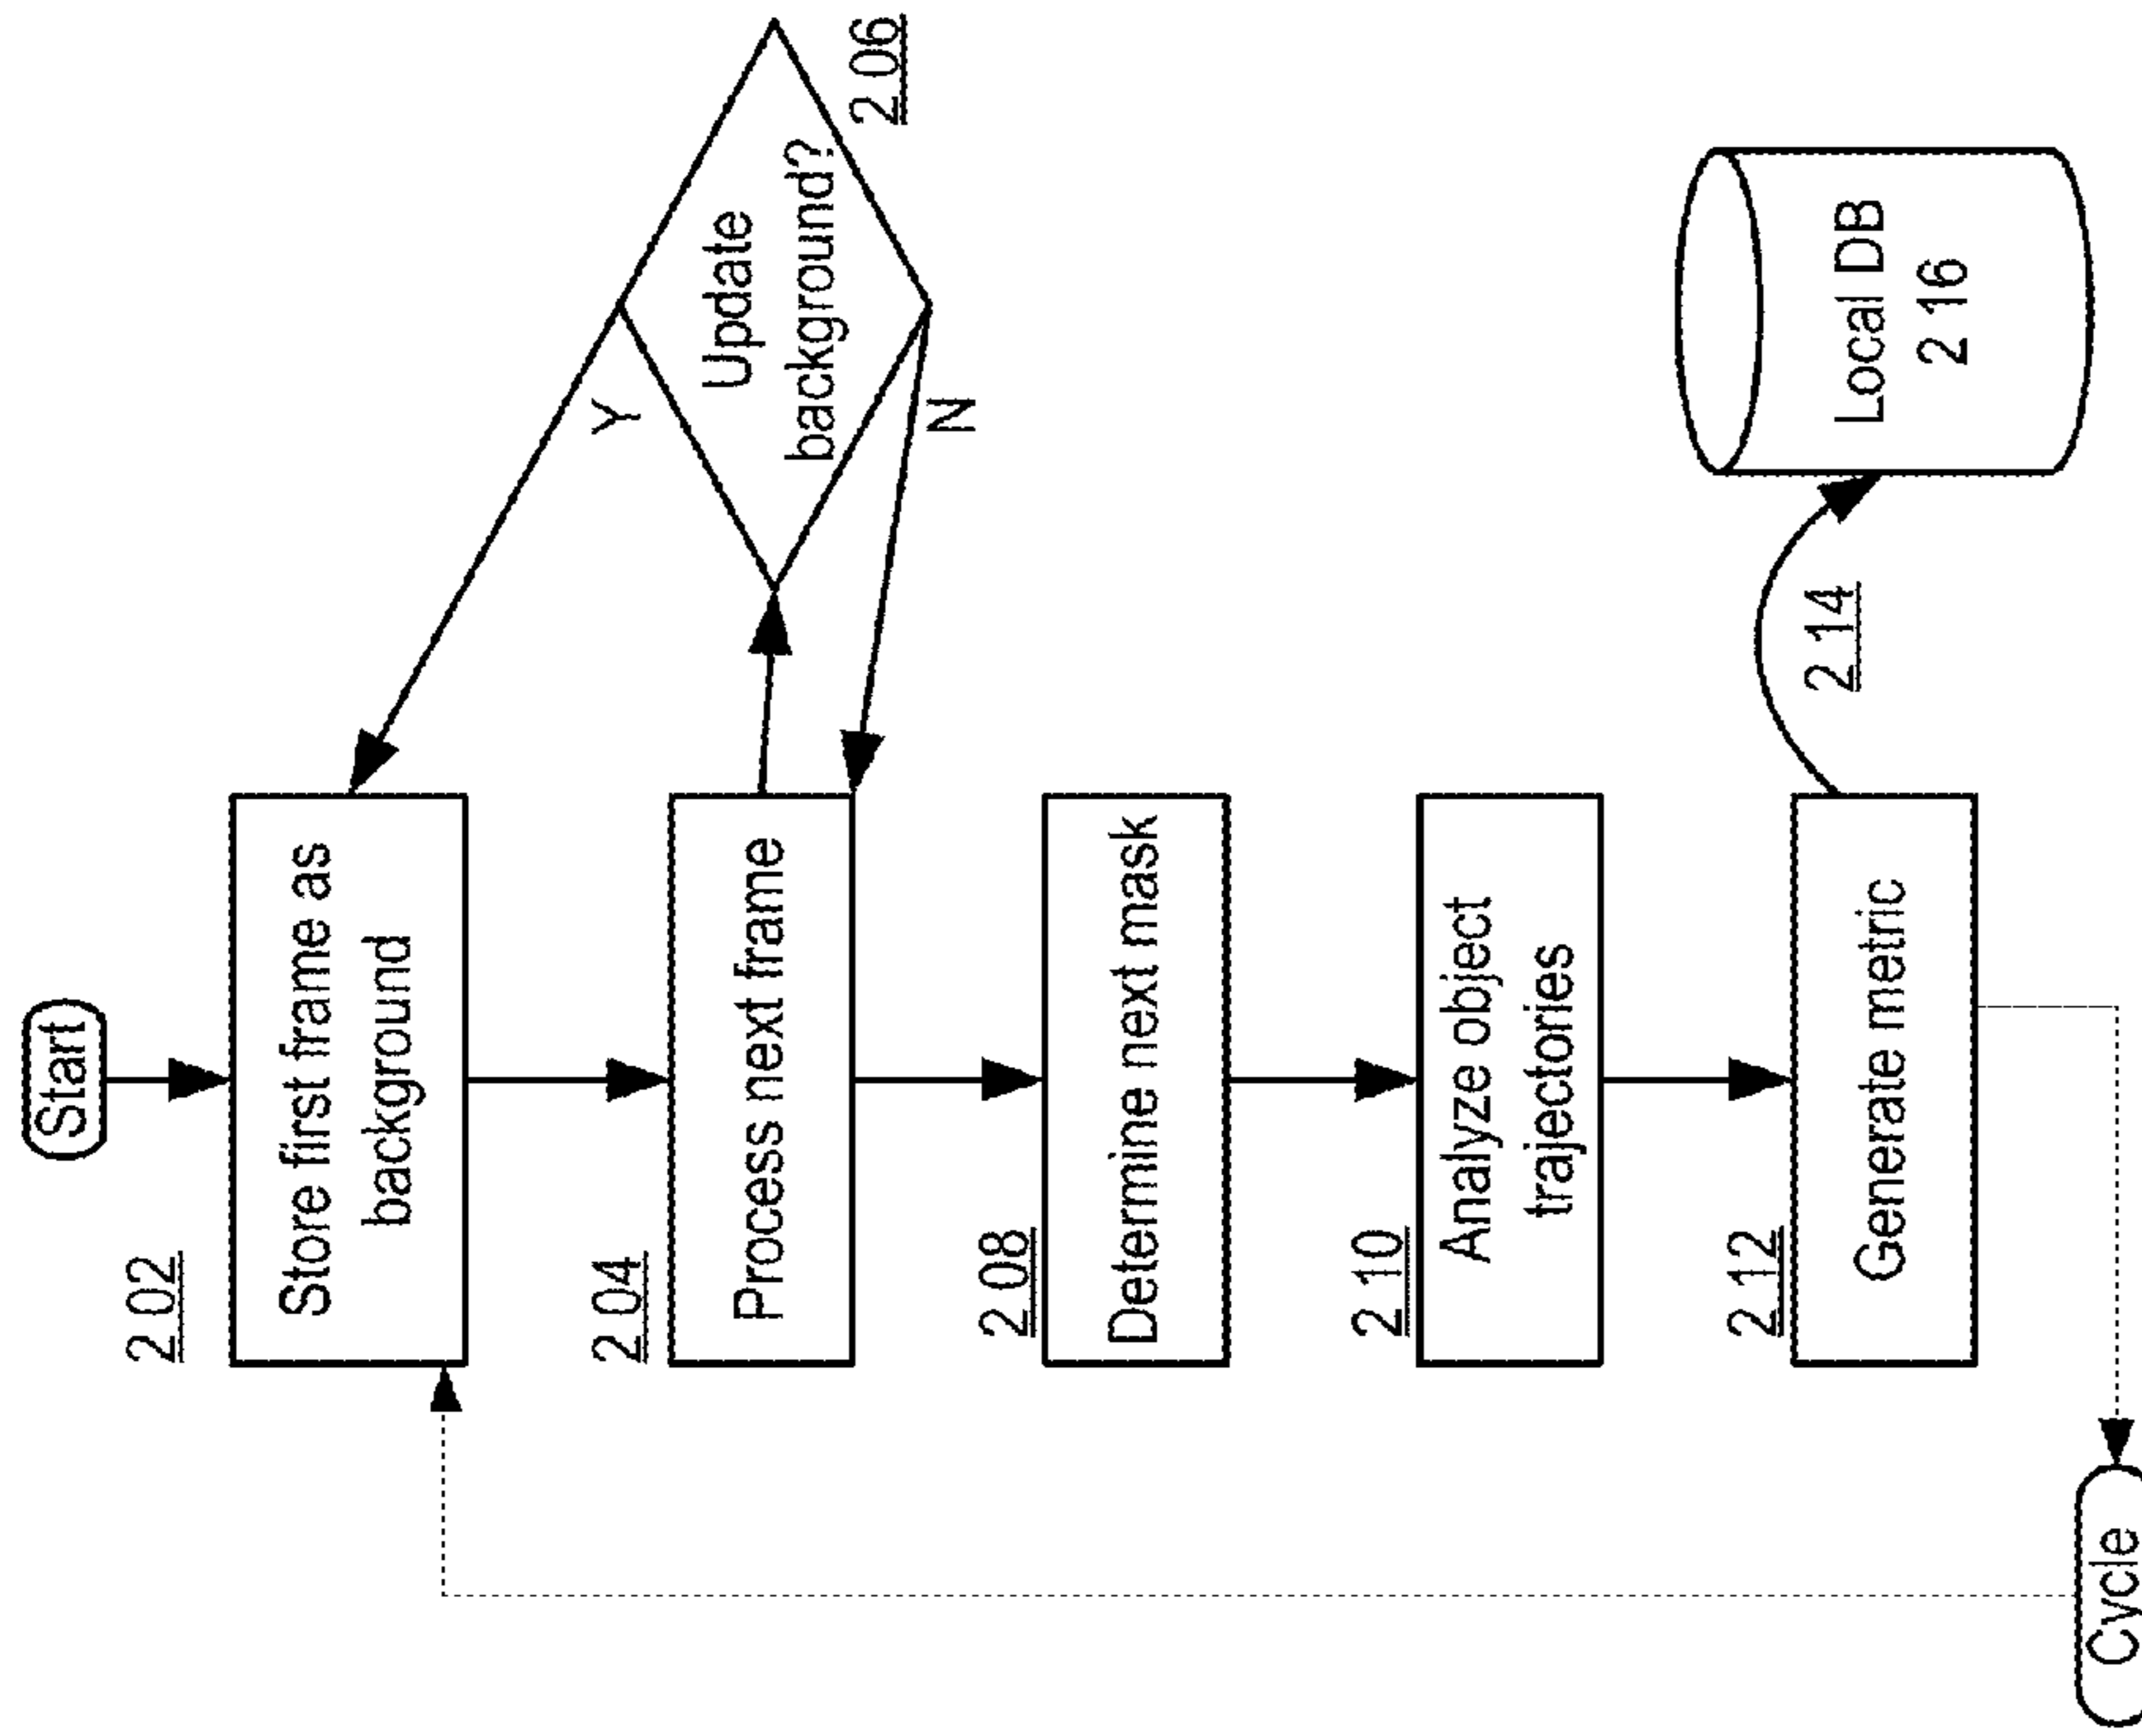 Start
2 02
Store first frame as
background
2 04
Process next frame
Update
background?
2 06
Y
N
2 08
Determine next mask
2 10
Analyze object
trajectories
2 12
Generate metric
2 14
Local DB
2 16
Cycle